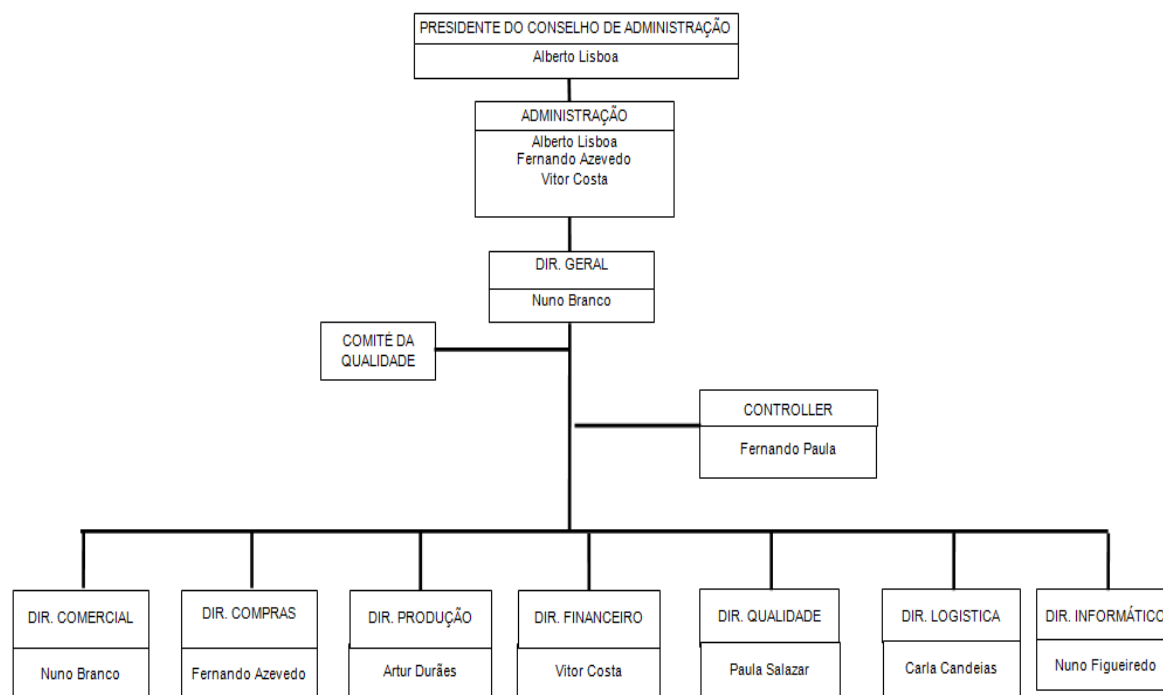 PRESIDENTE DO CONSELHO DE ADMINISTRAÇÃO
Alberto Lisboa
ADMINISTRAÇÃO
Alberto Lisboa
Fernando Azevedo
Vitor Costa
DIR. GERAL
Nuno Branco
COMITÉ DA
QUALIDADE
CONTROLLER
Fernando Paula
DIR. COMERCIAL
Nuno Branco
DIR. COMPRAS
Fernando Azevedo
DIR. PRODUÇÃO
Artur Durães
DIR. FINANCEIRO
Vitor Costa
DIR. QUALIDADE
Paula Salazar
DIR. LOGISTICA
Carla Candeias
DIR. INFORMÁTICO
Nuno Figueiredo